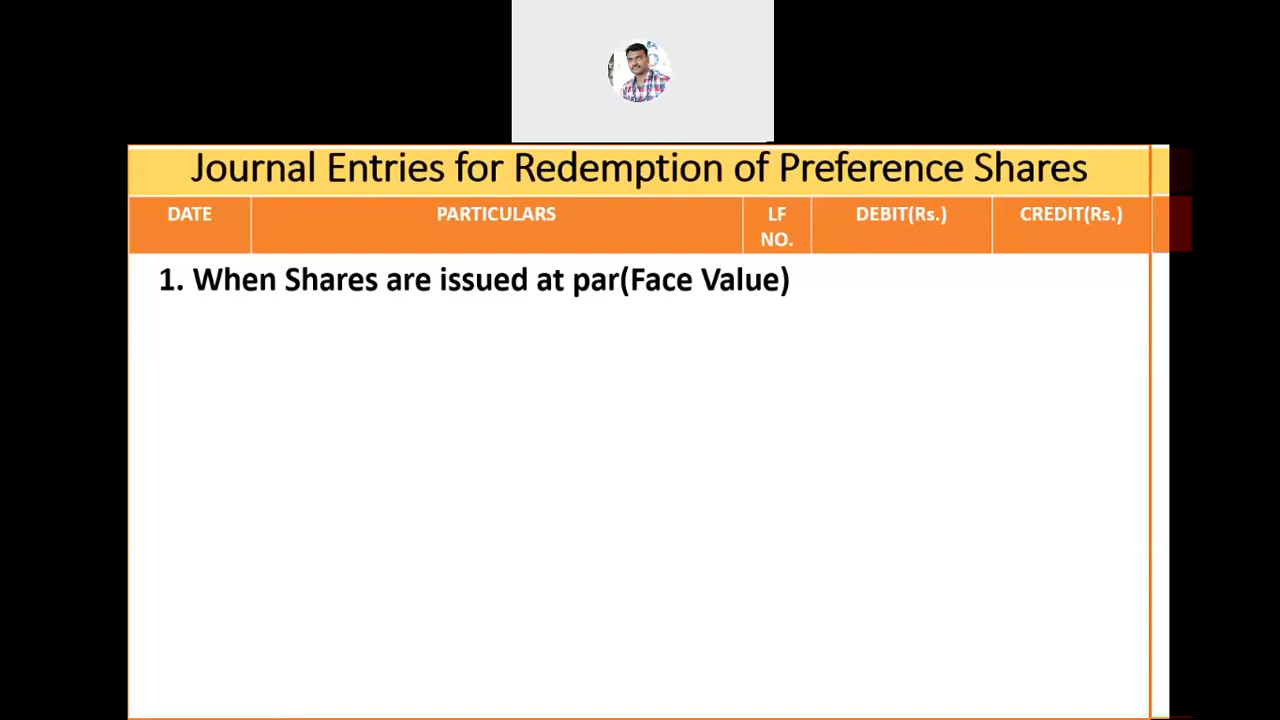 Journal Entries for Redemption of Preference Shares
DATE PARTICULARS LF NO. DEBIT(Rs.) CREDIT(Rs.)
1. When Shares are issued at par(Face Value)